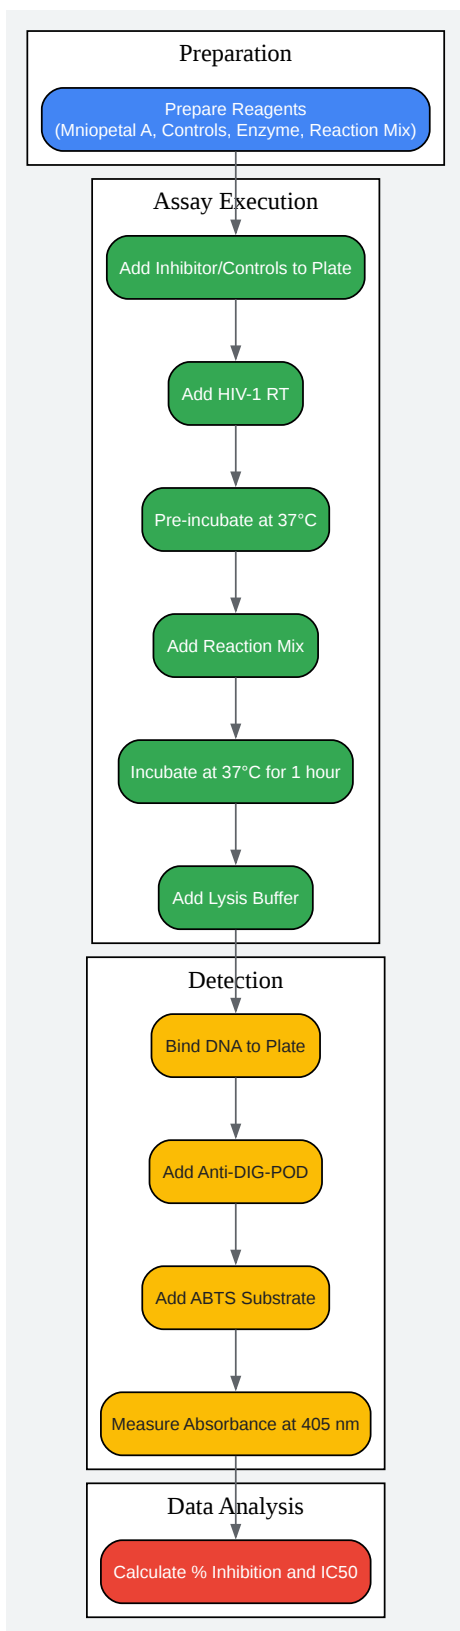 Preparation
Prepare Reagents
(Mniopetal A, Controls, Enzyme, Reaction Mix)
Assay Execution
Add Inhibitor/Controls to Plate
Add HIV-1 RT
Pre-incubate at 37°C
Add Reaction Mix
Incubate at 37°C for 1 hour
Add Lysis Buffer
Detection
Bind DNA to Plate
Add Anti-DIG-POD
Add ABTS Substrate
Measure Absorbance at 405 nm
Data Analysis
Calculate % Inhibition and IC50